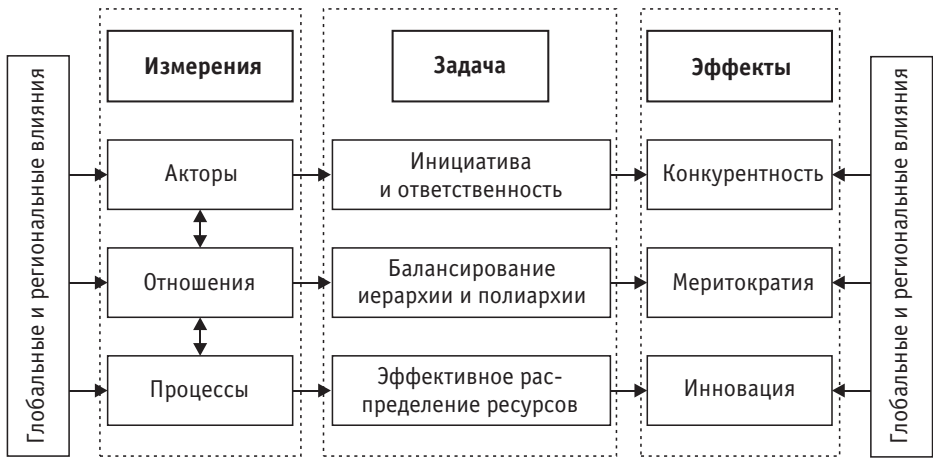 Глобальные и региональные влияния
Измерения
Задача
Эффекты
Акторы
Инициатива
и ответственность
Конкурентность
Отношения
Балансирование
иерархии и полиархии
Меритократия
Процессы
Эффективное рас-
пределение ресурсов
Инновация
Глобальные и региональные влияния